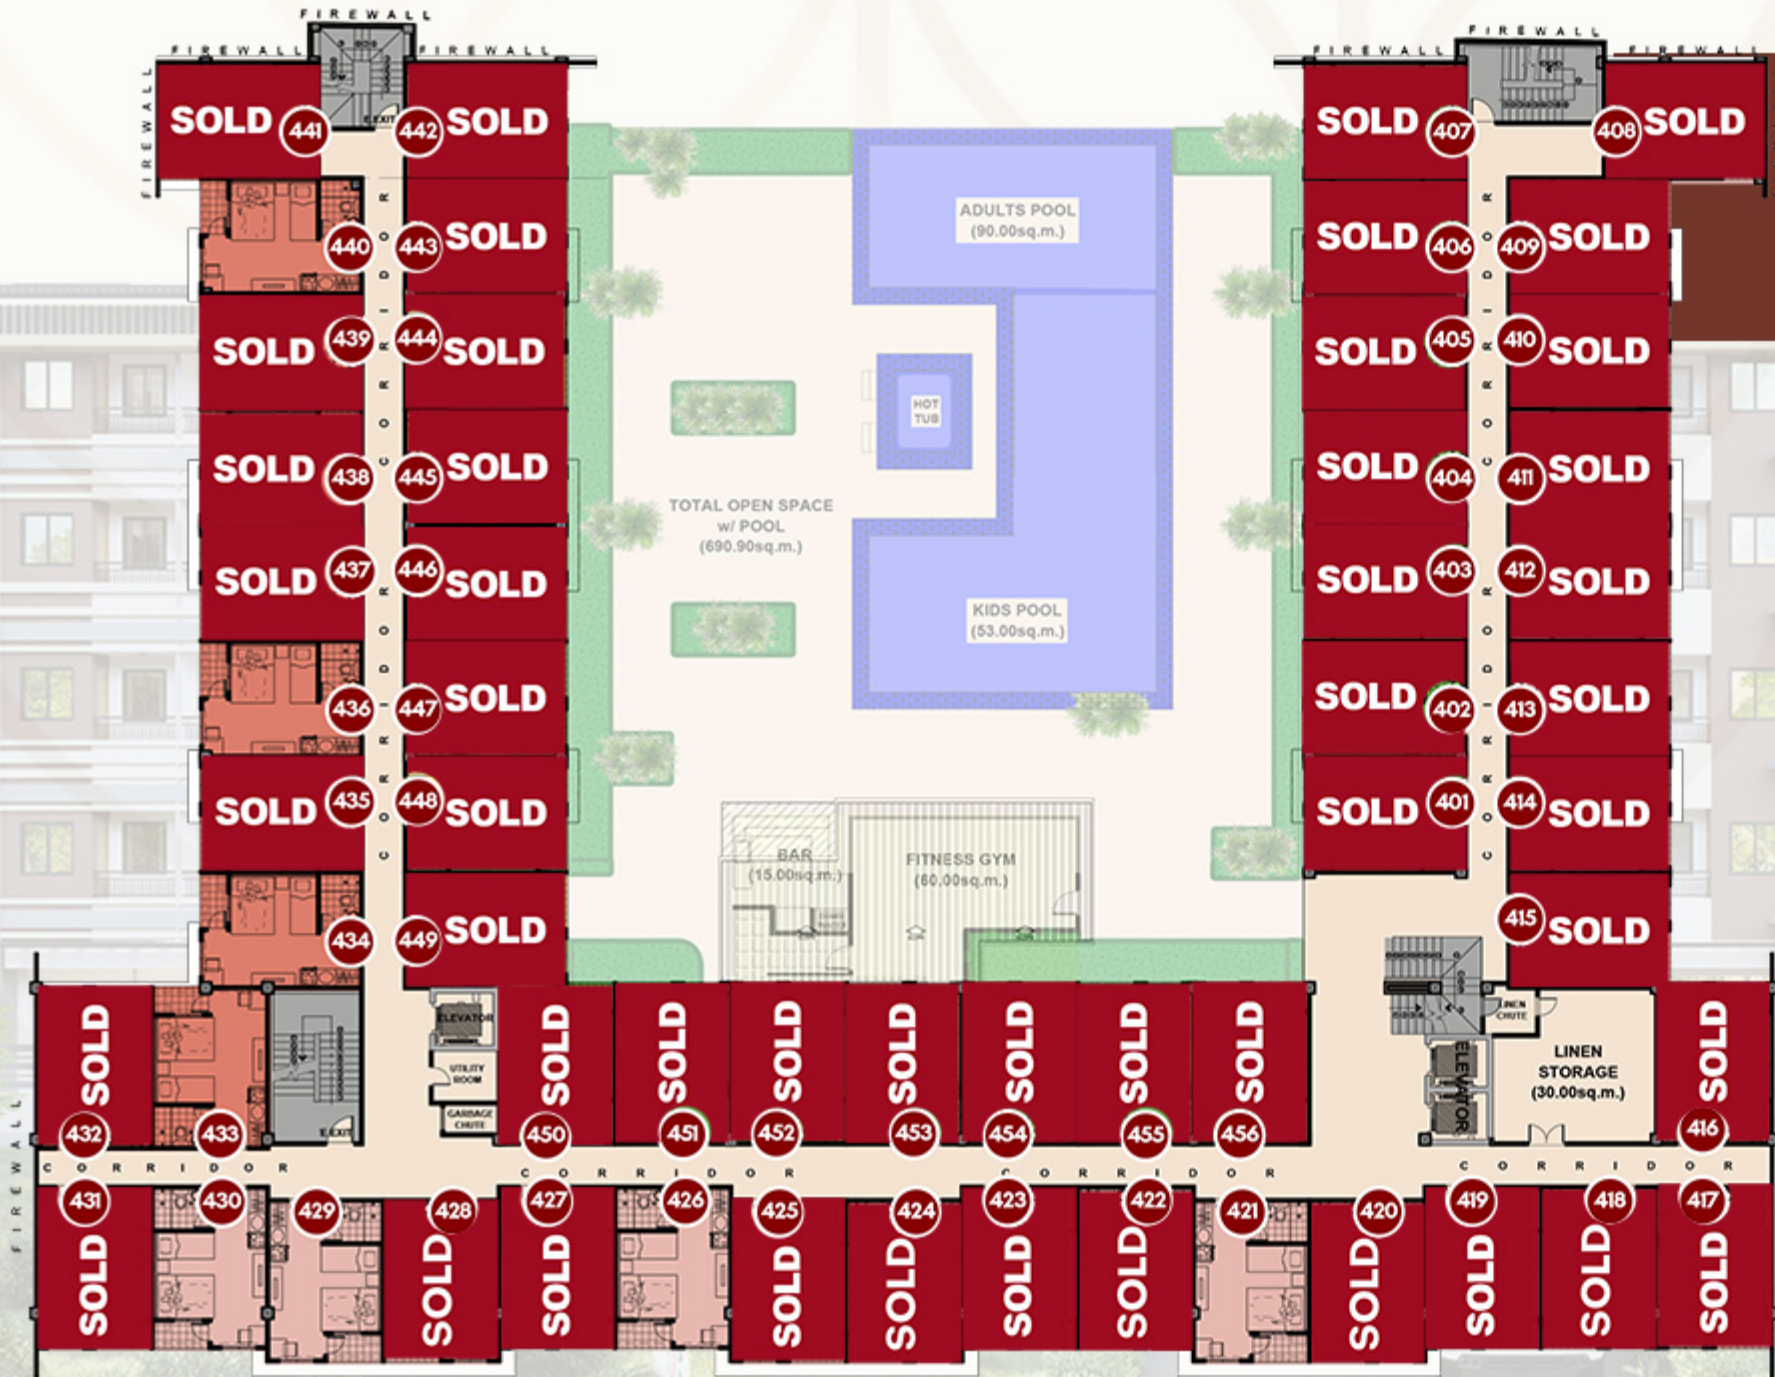 FIREWALL
FIREWALL
FIREWALL
FIREWALL
FIREWALL
FIREWALL
FIREWALL
SOLD 441
442 SOLD
EXIT
SOLD 407
408 SOLD
440
443 SOLD
SOLD 406
409 SOLD
SOLD 439
444 SOLD
SOLD 405
410 SOLD
SOLD 438
445 SOLD
SOLD 404
411 SOLD
SOLD 437
446 SOLD
SOLD 403
412 SOLD
436
447 SOLD
SOLD 402
413 SOLD
SOLD 435
448 SOLD
SOLD 401
414 SOLD
434
449 SOLD
415 SOLD
CORRIDOR
CORRIDOR
CORRIDOR
CORRIDOR
ADULTS POOL
(90.00sq.m.)
HOT
TUB
TOTAL OPEN SPACE
w/ POOL
(690.90sq.m.)
KIDS POOL
(53.00sq.m.)
BAR
(15.00sq.m.)
FITNESS GYM
(60.00sq.m.)
SOLD
432
433
EXIT
ELEVATOR
UTILITY
ROOM
GARBAGE
CHUTE
SOLD
450
SOLD
451
SOLD
452
SOLD
453
SOLD
454
SOLD
455
SOLD
456
ELEVATOR
LINEN
CHUTE
LINEN
STORAGE
(30.00sq.m.)
SOLD
416
FIREWALL
CORRIDOR
CORRIDOR
CORRIDOR
CORRIDOR
431
SOLD
430
429
428
SOLD
427
SOLD
426
425
SOLD
424
SOLD
423
SOLD
422
SOLD
421
420
SOLD
419
SOLD
418
SOLD
417
SOLD